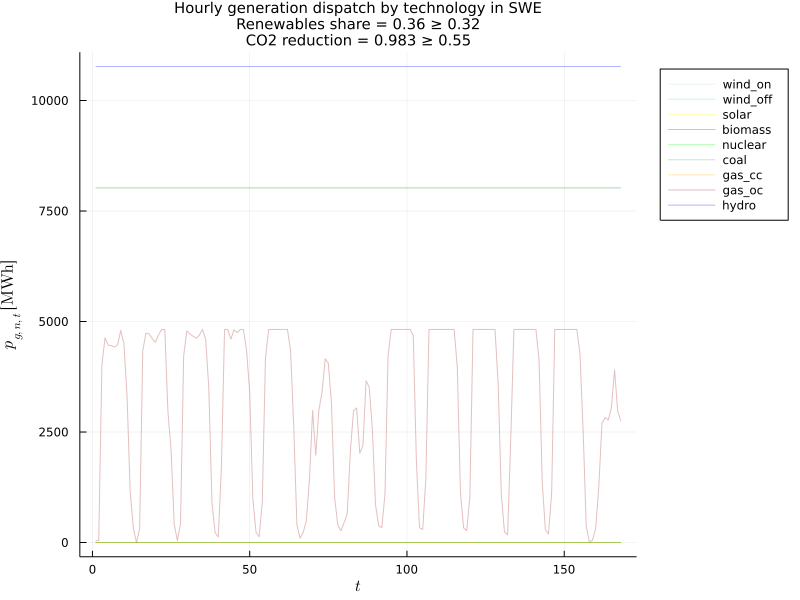 Hourly generation dispatch by technology in SWE
Renewables share = 0.36 ≥ 0.32
CO2 reduction = 0.983 ≥ 0.55
10000
7500
5000
2500
0
p_{g,n,t} [MWh]
0
50
100
150
t
wind_on
wind_off
solar
biomass
nuclear
coal
gas_cc
gas_oc
hydro